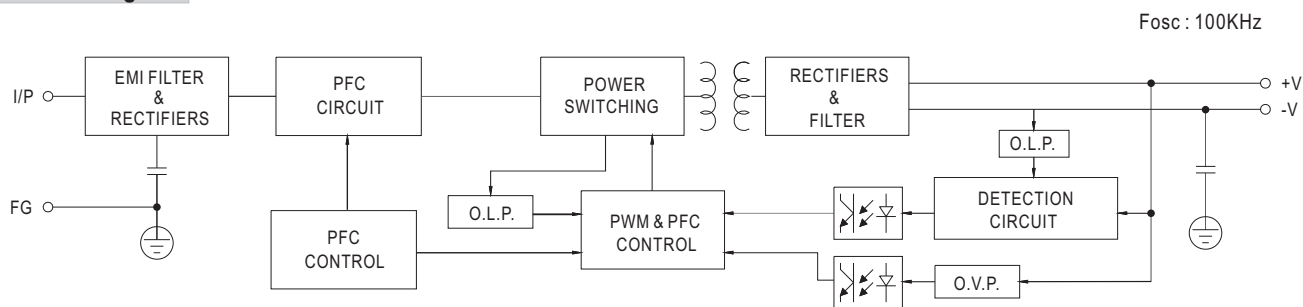 Fosc : 100KHz
EMI FILTER
&
RECTIFIERS
PFC
CIRCUIT
POWER
SWITCHING
RECTIFIERS
&
FILTER
I/P
+V
-V
O.L.P.
FG
O.L.P.
PFC
CONTROL
PWM & PFC
CONTROL
DETECTION
CIRCUIT
O.V.P.